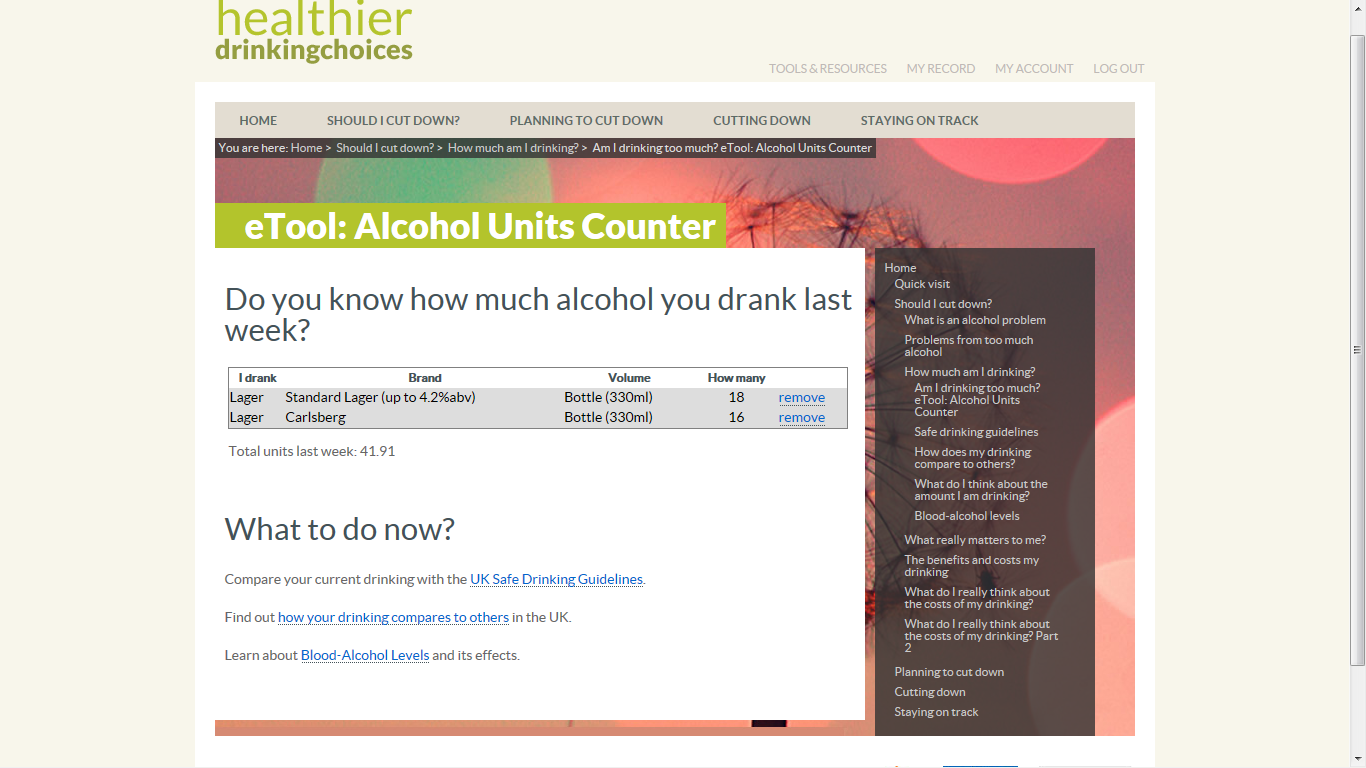 healthier
drinkingchoices
TOOLS & RESOURCES MY RECORD MY ACCOUNT LOG OUT
HOME SHOULD I CUT DOWN? PLANNING TO CUT DOWN CUTTING DOWN STAYING ON TRACK
You are here: Home > Should I cut down? > How much am I drinking? > Am I drinking too much? eTool: Alcohol Units Counter
eTool: Alcohol Units Counter
Do you know how much alcohol you drank last
week?
I drank Brand Volume How many
Lager Standard Lager (up to 4.2%abv) Bottle (330ml) 18 remove
Lager Carlsberg Bottle (330ml) 16 remove
Total units last week: 41.91
What to do now?
Compare your current drinking with the UK Safe Drinking Guidelines.
Find out how your drinking compares to others in the UK.
Learn about Blood-Alcohol Levels and its effects.
Home
Quick visit
Should I cut down?
What is an alcohol problem
Problems from too much
alcohol
How much am I drinking?
Am I drinking too much?
eTool: Alcohol Units
Counter
Safe drinking guidelines
How does my drinking
compare to others?
What do I think about the
amount I am drinking?
Blood-alcohol levels
What really matters to me?
The benefits and costs my
drinking
What do I really think about
the costs of my drinking?
What do I really think about
the costs of my drinking? Part
2
Planning to cut down
Cutting down
Staying on track